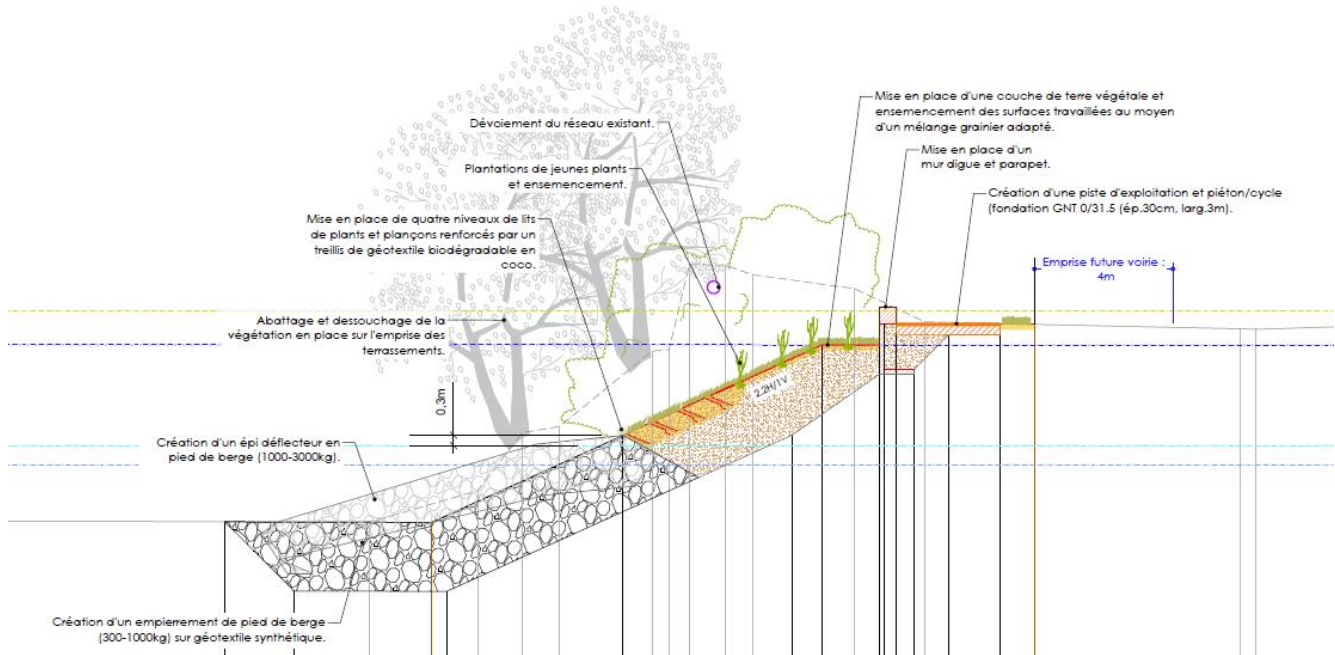 Mise en place d'une couche de terre végétale et
ensemencement des surfaces travaillées au moyen
d'un mélange grainier adapté.
Dévoiement du réseau existant.
Mise en place d'un
mur digue et parapet.
Plantations de jeunes plants
et ensemencement.
Création d'une piste d'exploitation et piéton/cycle
(fondation GNT 0/31.5 (ép.30cm, larg.3m).
Mise en place de quatre niveaux de lits
de plants et plançons renforcés par un
treillis de géotextile biodégradable en
coco.
Emprise future voirie :
4m
Abattage et dessouchage de la
végétation en place sur l'emprise des
terrassements.
2.2H/1V
0,3m
Création d'un épi déflecteur en
pied de berge (1000-3000kg).
Création d'un empierrement de pied de berge
(300-1000kg) sur géotextile synthétique.